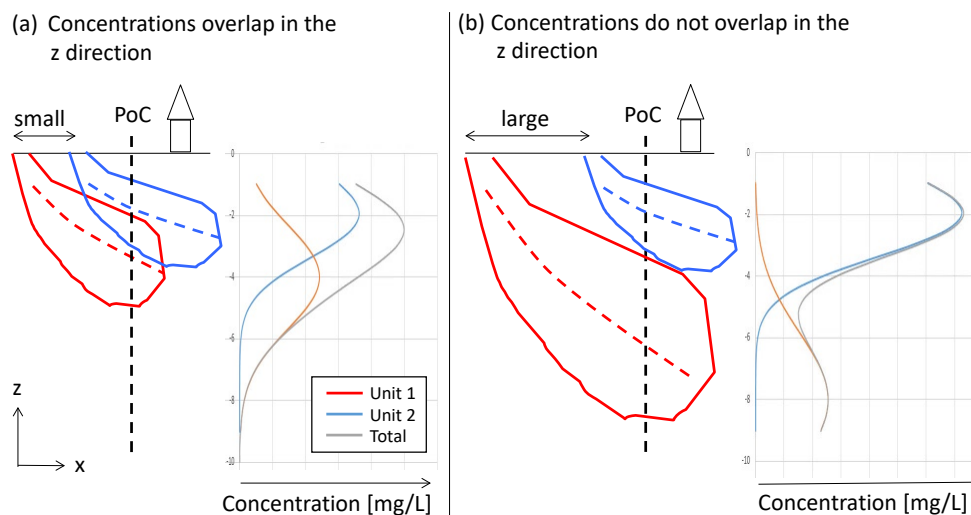 (a) Concentrations overlap in the
z direction
small
PoC
0
-2
-4
-6
-8
-10
Unit 1
Unit 2
Total
z
x
Concentration [mg/L]
(b) Concentrations do not overlap in the
z direction
large
PoC
0
-2
-4
-6
-8
-10
Concentration [mg/L]